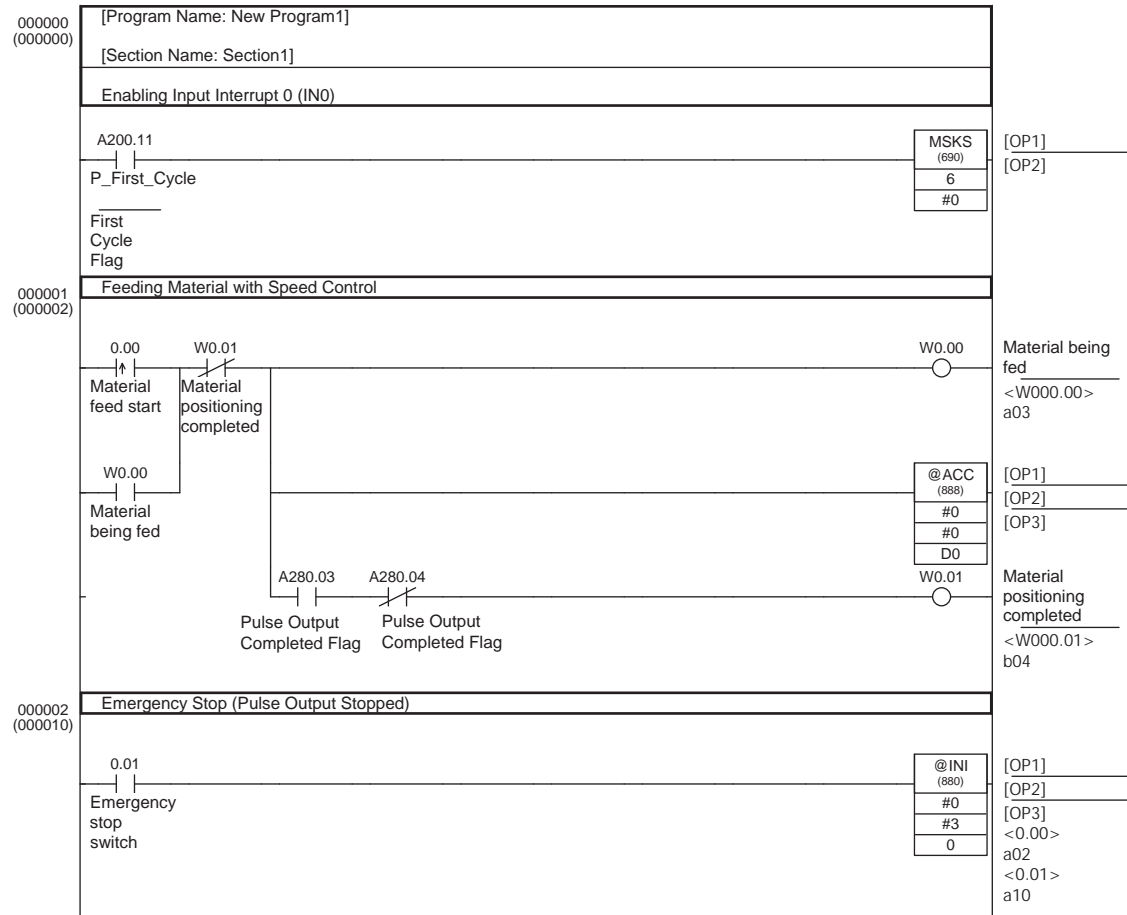 000000
(000000)
[Program Name: New Program1]
[Section Name: Section1]
Enabling Input Interrupt 0 (IN0)
A200.11
P_First_Cycle
First
Cycle
Flag
MSKS
(690)
6
#0
[OP1]
[OP2]
000001
(000002)
Feeding Material with Speed Control
0.00
Material
feed start
W0.01
Material
positioning
completed
W0.00
Material being
fed
<W000.00>
a03
W0.00
Material
being fed
@ACC
(888)
#0
#0
D0
[OP1]
[OP2]
[OP3]
A280.03
Pulse Output
Completed Flag
A280.04
Pulse Output
Completed Flag
W0.01
Material
positioning
completed
<W000.01>
b04
000002
(000010)
Emergency Stop (Pulse Output Stopped)
0.01
Emergency
stop
switch
@INI
(880)
#0
#3
0
[OP1]
[OP2]
[OP3]
<0.00>
a02
<0.01>
a10